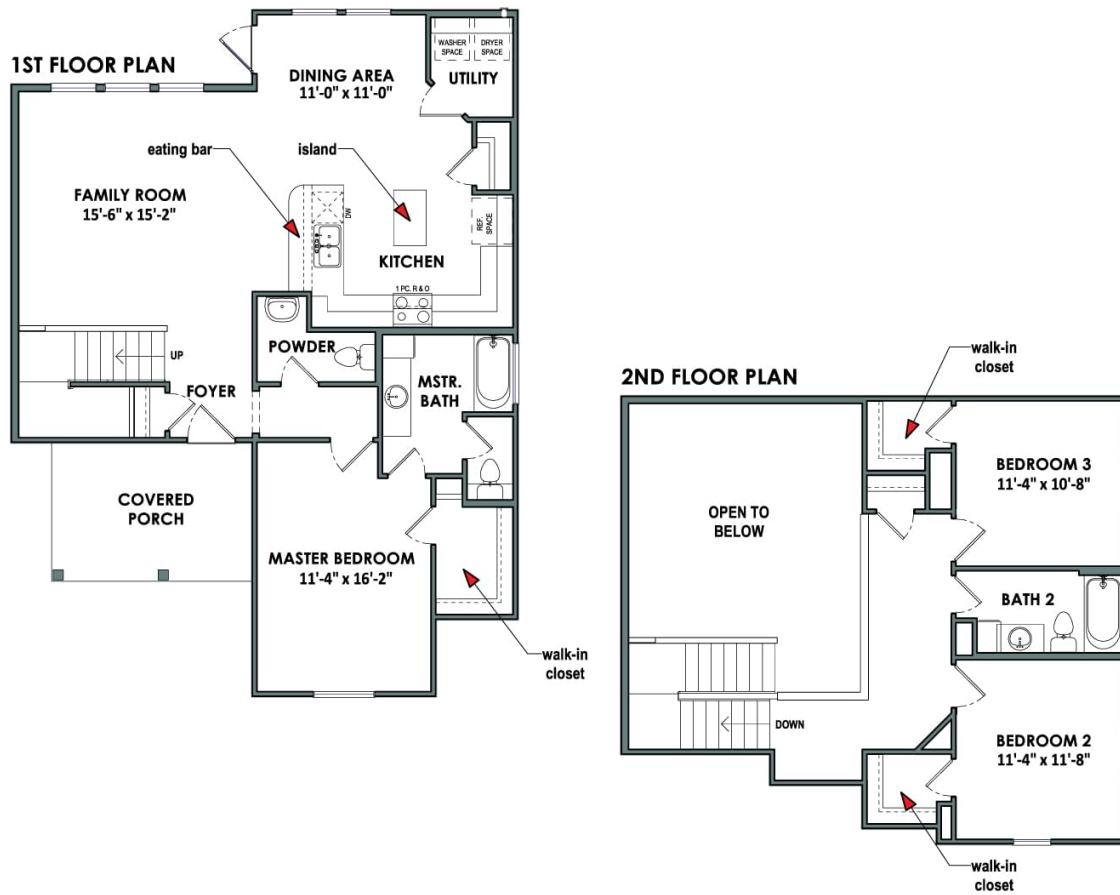 1ST FLOOR PLAN
WASHER
SPACE
DRYER
SPACE
UTILITY
DINING AREA
11'-0" x 11'-0"
eating bar
island
FAMILY ROOM
15'-6" x 15'-2"
DW
REF.
SPACE
KITCHEN
1 PC. R & O
POWDER
UP
FOYER
MSTR.
BATH
COVERED
PORCH
MASTER BEDROOM
11'-4" x 16'-2"
walk-in
closet
2ND FLOOR PLAN
walk-in
closet
BEDROOM 3
11'-4" x 10'-8"
OPEN TO
BELOW
BATH 2
DOWN
BEDROOM 2
11'-4" x 11'-8"
walk-in
closet